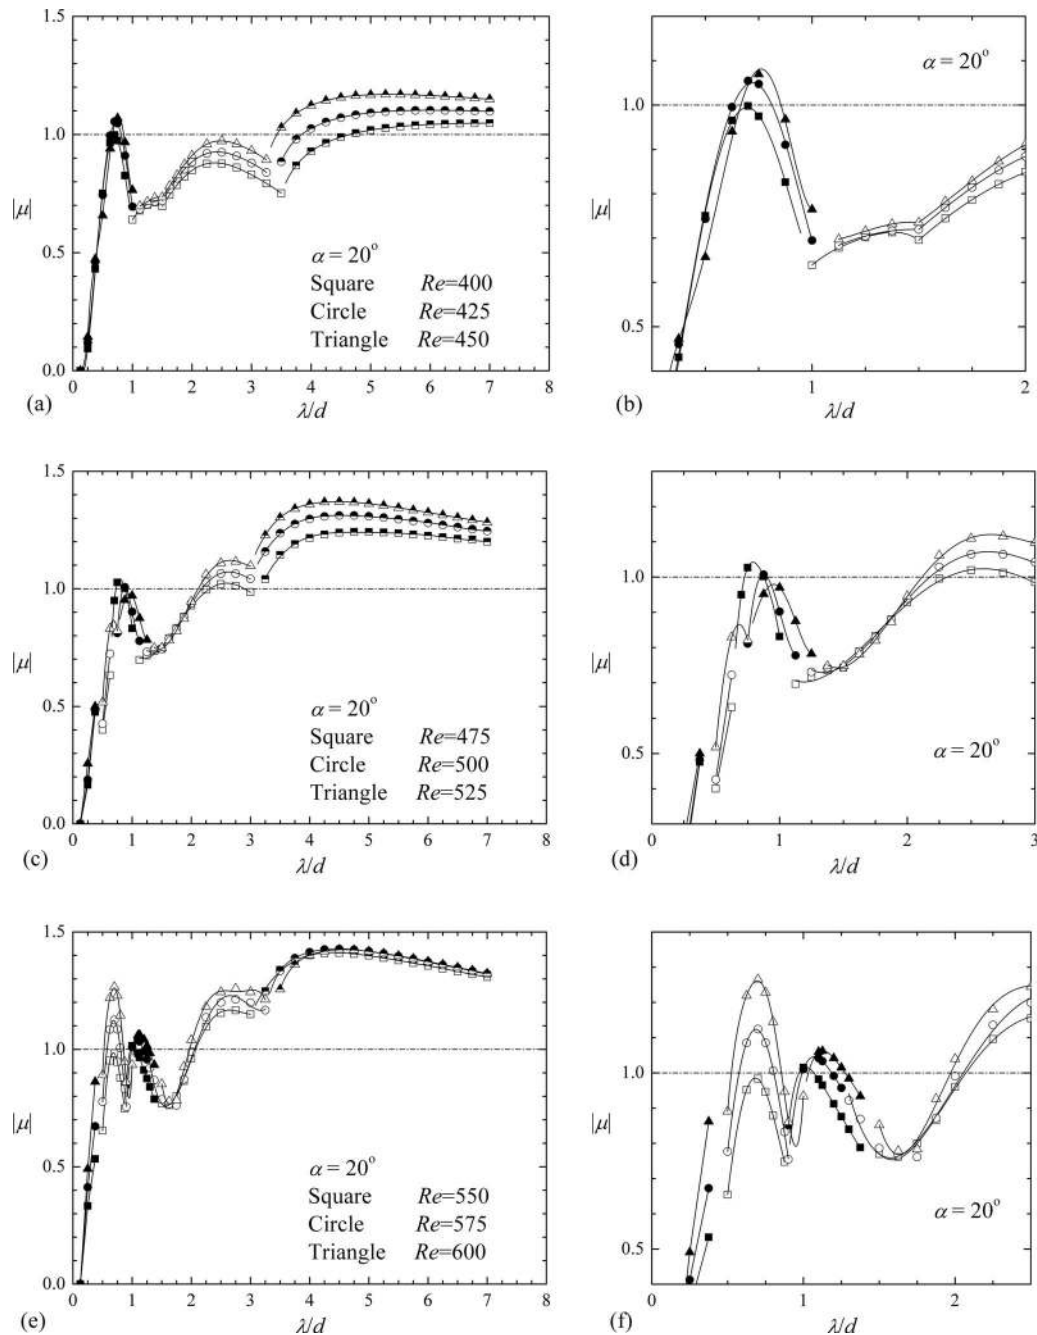 1.5
1.0
0.5
0.0
|μ|
0 1 2 3 4 5 6 7 8
λ/d
α = 20°
Square Re=400
Circle Re=425
Triangle Re=450
(a)
1.0
0.5
|μ|
1 2
λ/d
α = 20°
(b)
1.5
1.0
0.5
0.0
|μ|
0 1 2 3 4 5 6 7 8
λ/d
α = 20°
Square Re=475
Circle Re=500
Triangle Re=525
(c)
1.0
0.5
|μ|
0 1 2 3
λ/d
α = 20°
(d)
1.5
1.0
0.5
0.0
|μ|
0 1 2 3 4 5 6 7 8
λ/d
α = 20°
Square Re=550
Circle Re=575
Triangle Re=600
(e)
1.0
0.5
|μ|
0 1 2
λ/d
α = 20°
(f)